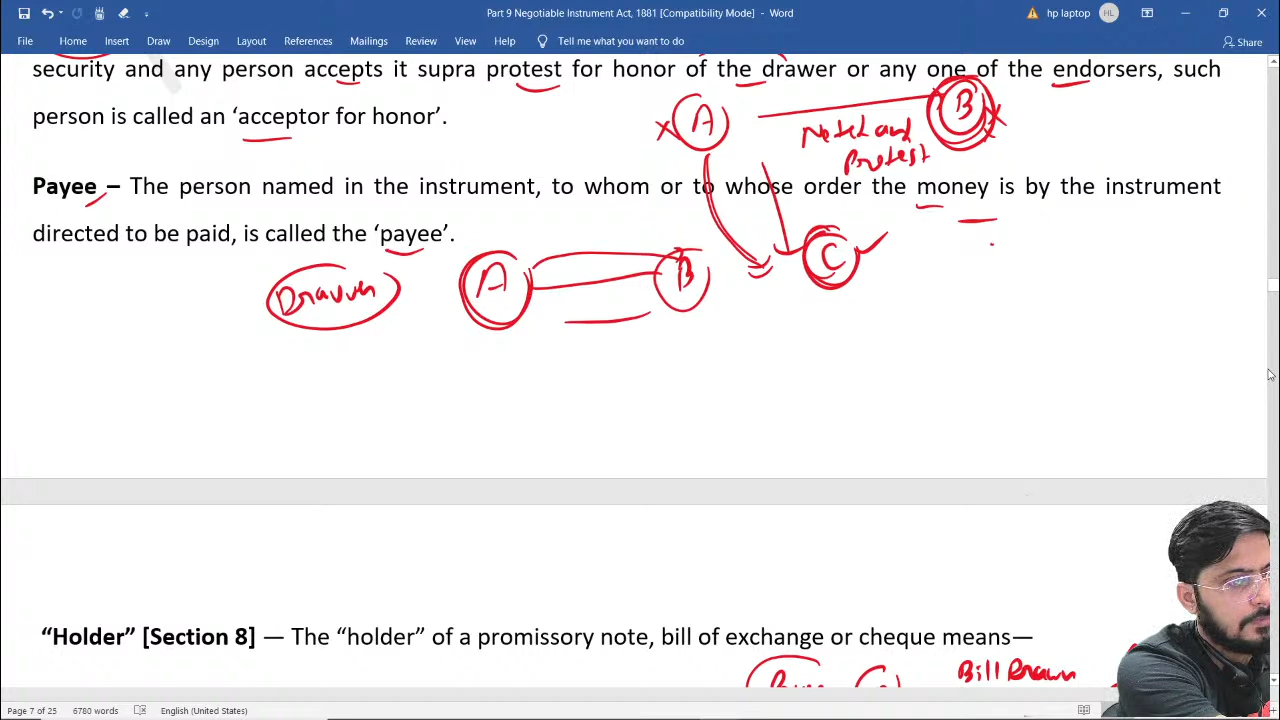 Part 9 Negotiable Instrument Act, 1881 [Compatibility Mode] - Word
hp laptop
HL
File Home Insert Draw Design Layout References Mailings Review View Help Tell me what you want to do
Share
security and any person accepts it supra protest for honor of the drawer or any one of the endorsers, such
person is called an ‘acceptor for honor’.
A
B
Noted and
Protest
Payee – The person named in the instrument, to whom or to whose order the money is by the instrument
directed to be paid, is called the ‘payee’.
C
Drawer
A
B
“Holder” [Section 8] — The “holder” of a promissory note, bill of exchange or cheque means—
Bill Drawn
Page 7 of 25 6780 words English (United States)